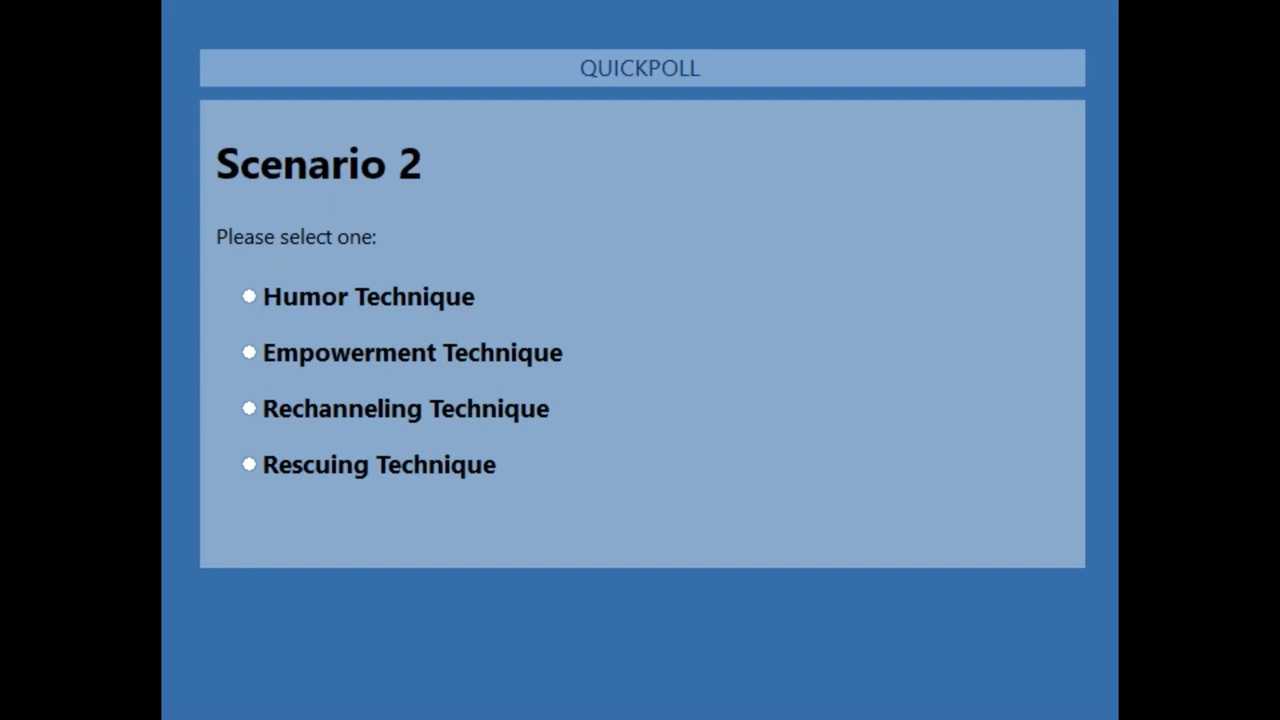 QUICKPOLL
Scenario 2
Please select one:
Humor Technique
Empowerment Technique
Rechanneling Technique
Rescuing Technique